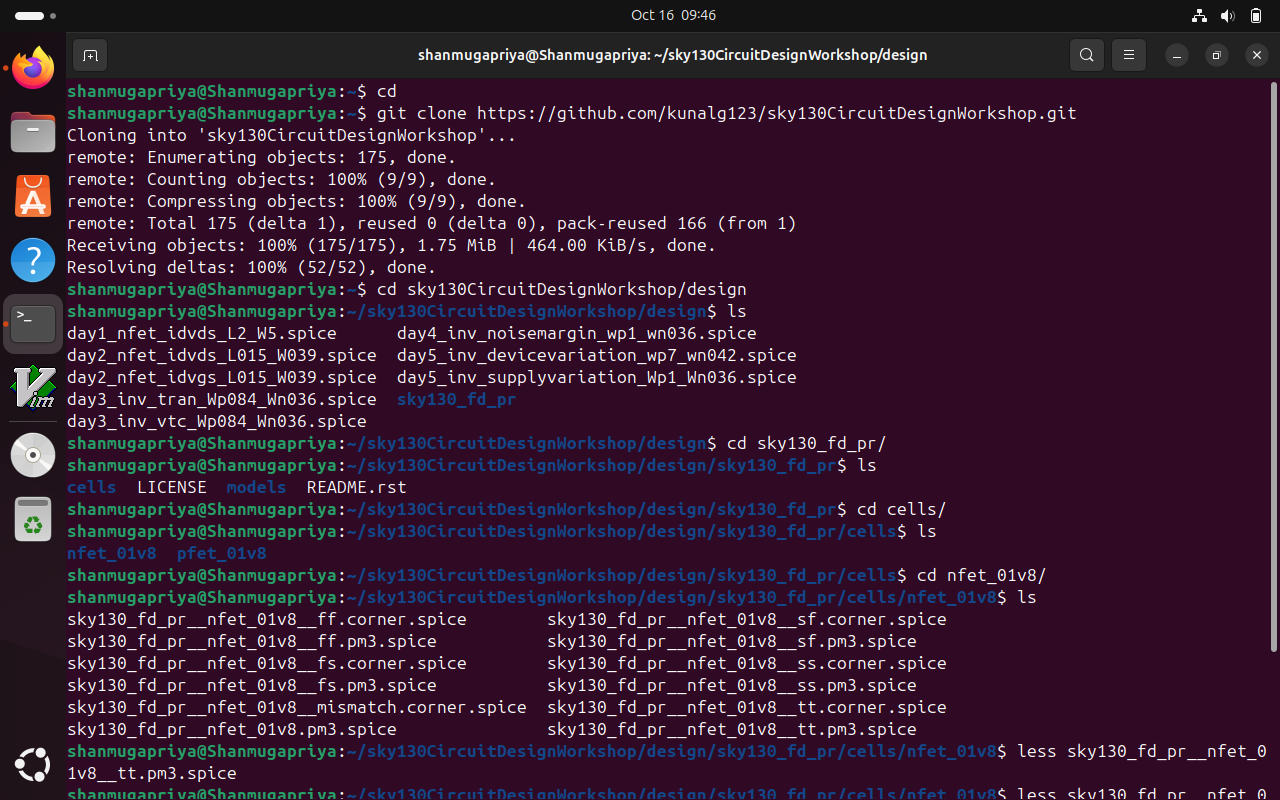 Oct 16 09:46
shanmugapriya@Shanmugapriya: ~/sky130CircuitDesignWorkshop/design
shanmugapriya@Shanmugapriya:~$ cd
shanmugapriya@Shanmugapriya:~$ git clone https://github.com/kunalg123/sky130CircuitDesignWorkshop.git
Cloning into 'sky130CircuitDesignWorkshop'...
remote: Enumerating objects: 175, done.
remote: Counting objects: 100% (9/9), done.
remote: Compressing objects: 100% (9/9), done.
remote: Total 175 (delta 1), reused 0 (delta 0), pack-reused 166 (from 1)
Receiving objects: 100% (175/175), 1.75 MiB | 464.00 KiB/s, done.
Resolving deltas: 100% (52/52), done.
shanmugapriya@Shanmugapriya:~$ cd sky130CircuitDesignWorkshop/design
shanmugapriya@Shanmugapriya:~/sky130CircuitDesignWorkshop/design$ ls
day1_nfet_idvds_L2_W5.spice      day4_inv_noisemargin_wp1_wn036.spice
day2_nfet_idvds_L015_W039.spice  day5_inv_devicevariation_wp7_wn042.spice
day2_nfet_idvgs_L015_W039.spice  day5_inv_supplyvariation_Wp1_Wn036.spice
day3_inv_tran_Wp084_Wn036.spice  sky130_fd_pr
day3_inv_vtc_Wp084_Wn036.spice
shanmugapriya@Shanmugapriya:~/sky130CircuitDesignWorkshop/design$ cd sky130_fd_pr/
shanmugapriya@Shanmugapriya:~/sky130CircuitDesignWorkshop/design/sky130_fd_pr$ ls
cells  LICENSE  models  README.rst
shanmugapriya@Shanmugapriya:~/sky130CircuitDesignWorkshop/design/sky130_fd_pr$ cd cells/
shanmugapriya@Shanmugapriya:~/sky130CircuitDesignWorkshop/design/sky130_fd_pr/cells$ ls
nfet_01v8  pfet_01v8
shanmugapriya@Shanmugapriya:~/sky130CircuitDesignWorkshop/design/sky130_fd_pr/cells$ cd nfet_01v8/
shanmugapriya@Shanmugapriya:~/sky130CircuitDesignWorkshop/design/sky130_fd_pr/cells/nfet_01v8$ ls
sky130_fd_pr__nfet_01v8__ff.corner.spice        sky130_fd_pr__nfet_01v8__sf.corner.spice
sky130_fd_pr__nfet_01v8__ff.pm3.spice           sky130_fd_pr__nfet_01v8__sf.pm3.spice
sky130_fd_pr__nfet_01v8__fs.corner.spice        sky130_fd_pr__nfet_01v8__ss.corner.spice
sky130_fd_pr__nfet_01v8__fs.pm3.spice           sky130_fd_pr__nfet_01v8__ss.pm3.spice
sky130_fd_pr__nfet_01v8__mismatch.corner.spice  sky130_fd_pr__nfet_01v8__tt.corner.spice
sky130_fd_pr__nfet_01v8.pm3.spice               sky130_fd_pr__nfet_01v8__tt.pm3.spice
shanmugapriya@Shanmugapriya:~/sky130CircuitDesignWorkshop/design/sky130_fd_pr/cells/nfet_01v8$ less sky130_fd_pr__nfet_0
1v8__tt.pm3.spice
shanmugapriya@Shanmugapriya:~/sky130CircuitDesignWorkshop/design/sky130_fd_pr/cells/nfet_01v8$ less sky130_fd_pr__nfet_0